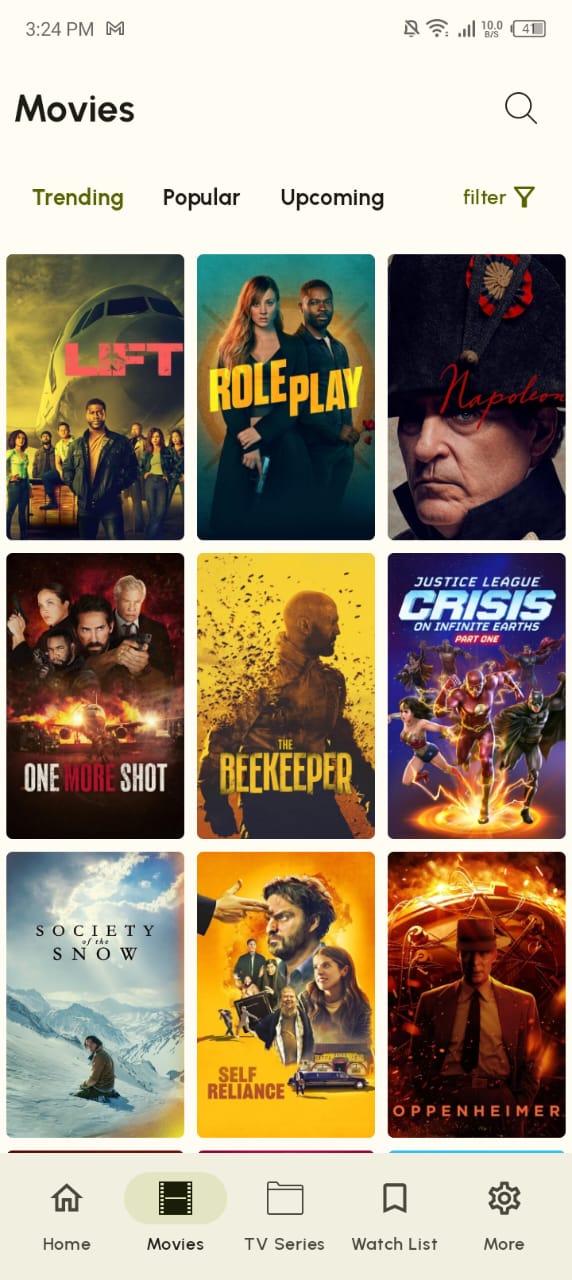 3:24 PM
10.0
B/S
41
Movies
Trending Popular Upcoming filter
LIFT
ROLE PLAY
Napoleon
ONE MORE SHOT
THE
BEEKEEPER
JUSTICE LEAGUE
CRISIS
ON INFINITE EARTHS
PART ONE
SOCIETY
of the
SNOW
SELF
RELIANCE
OPPENHEIMER
Home Movies TV Series Watch List More